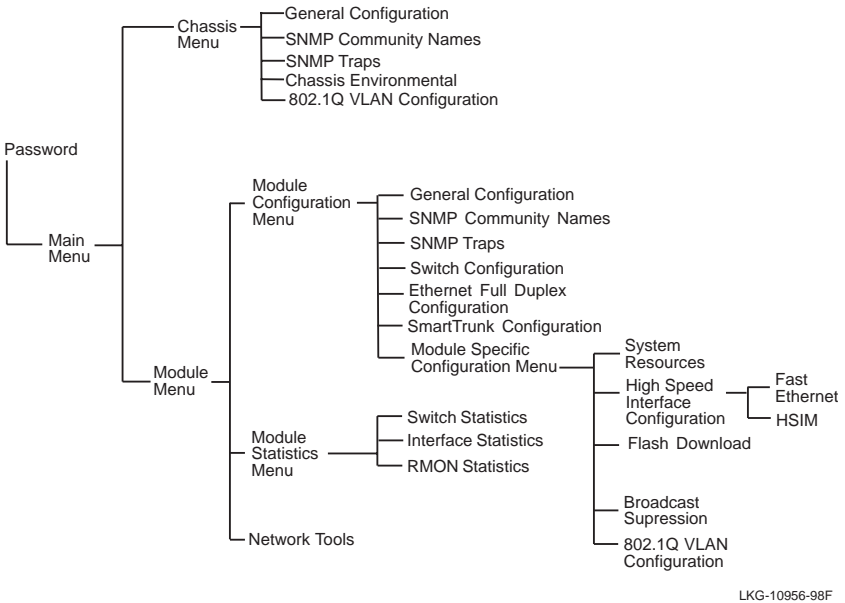 General Configuration
Chassis
Menu
SNMP Community Names
SNMP Traps
Chassis Environmental
802.1Q VLAN Configuration
Password
Main
Menu
Module
Configuration
Menu
General Configuration
SNMP Community Names
SNMP Traps
Switch Configuration
Ethernet Full Duplex
Configuration
SmartTrunk Configuration
Module Specific
Configuration Menu
System
Resources
High Speed
Interface
Configuration
Fast
Ethernet
HSIM
Flash Download
Broadcast
Supression
802.1Q VLAN
Configuration
Module
Menu
Module
Statistics
Menu
Switch Statistics
Interface Statistics
RMON Statistics
Network Tools
LKG-10956-98F